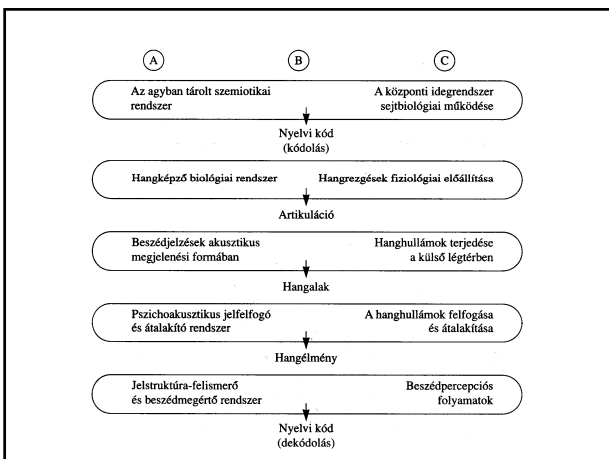 A B C
Az agyban tárolt szemiotikai A központi idegrendszer
rendszer sejtbiológiai működése
Nyelvi kód
(kódolás)
Hangképző biológiai rendszer Hangrezgések fiziológiai előállítása
Artikuláció
Beszédjelzések akusztikus Hanghullámok terjedése
megjelenési formában a külső légtérben
Hangalak
Pszichoakusztikus jelfelfogó A hanghullámok felfogása
és átalakító rendszer és átalakítása
Hangélmény
Jelstruktúra-felismerő Beszédpercepciós
és beszédmegértő rendszer folyamatok
Nyelvi kód
(dekódolás)